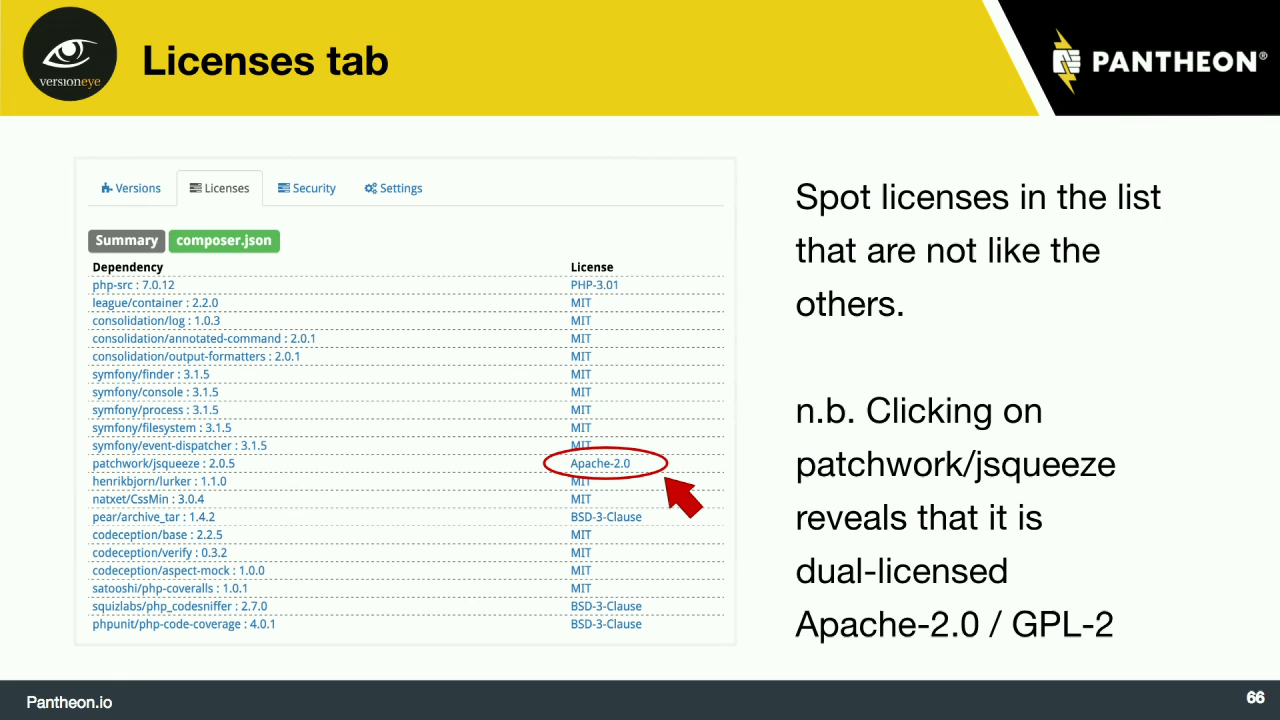 versioneye
Licenses tab
PANTHEON®
Versions Licenses Security Settings
Summary composer.json
Dependency License
php-src : 7.0.12 PHP-3.01
league/container : 2.2.0 MIT
consolidation/log : 1.0.3 MIT
consolidation/annotated-command : 2.0.1 MIT
consolidation/output-formatters : 2.0.1 MIT
symfony/finder : 3.1.5 MIT
symfony/console : 3.1.5 MIT
symfony/process : 3.1.5 MIT
symfony/filesystem : 3.1.5 MIT
symfony/event-dispatcher : 3.1.5 MIT
patchwork/jsqueeze : 2.0.5 Apache-2.0
henrikbjorn/lurker : 1.1.0 MIT
natxet/CssMin : 3.0.4 MIT
pear/archive_tar : 1.4.2 BSD-3-Clause
codeception/base : 2.2.5 MIT
codeception/verify : 0.3.2 MIT
codeception/aspect-mock : 1.0.0 MIT
satooshi/php-coveralls : 1.0.1 MIT
squizlabs/php_codesniffer : 2.7.0 BSD-3-Clause
phpunit/php-code-coverage : 4.0.1 BSD-3-Clause
Spot licenses in the list
that are not like the
others.
n.b. Clicking on
patchwork/jsqueeze
reveals that it is
dual-licensed
Apache-2.0 / GPL-2
Pantheon.io
66